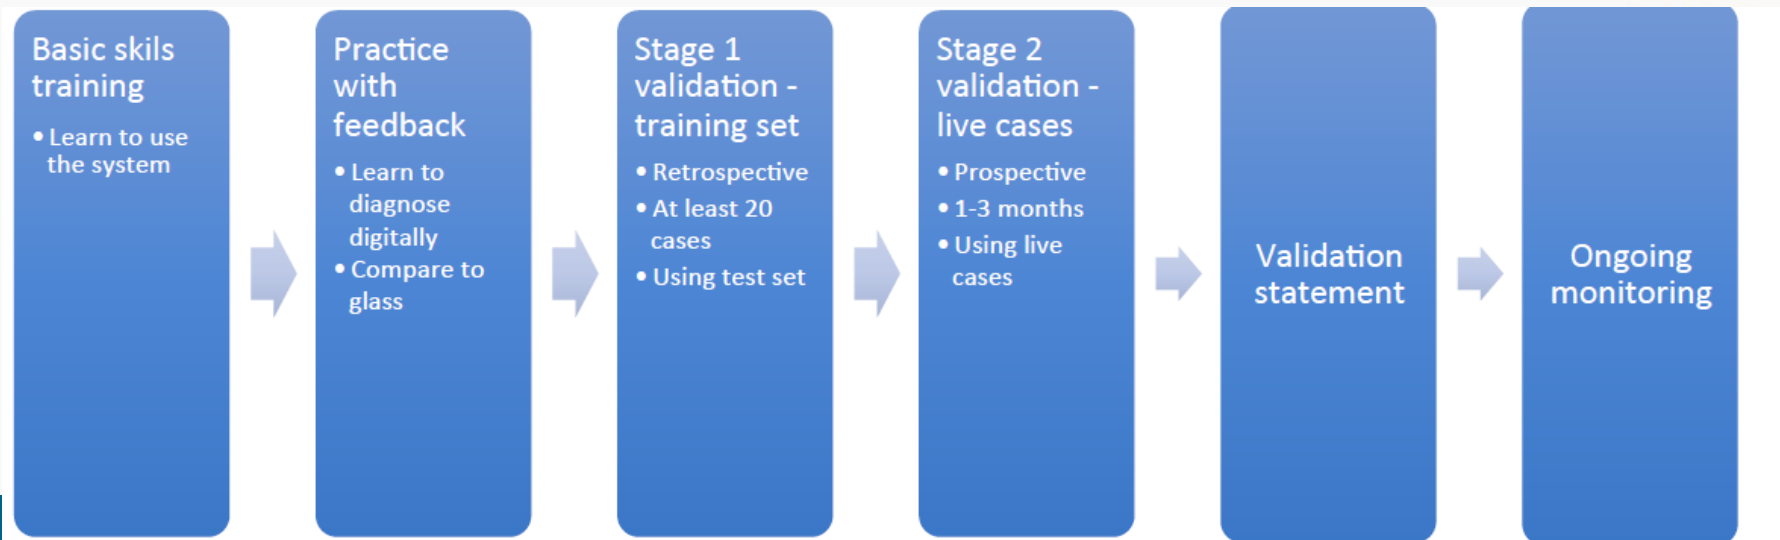 Basic skils
training
• Learn to use
the system
Practice
with
feedback
• Learn to
diagnose
digitally
• Compare to
glass
Stage 1
validation -
training set
• Retrospective
• At least 20
cases
• Using test set
Stage 2
validation -
live cases
• Prospective
• 1-3 months
• Using live
cases
Validation
statement
Ongoing
monitoring